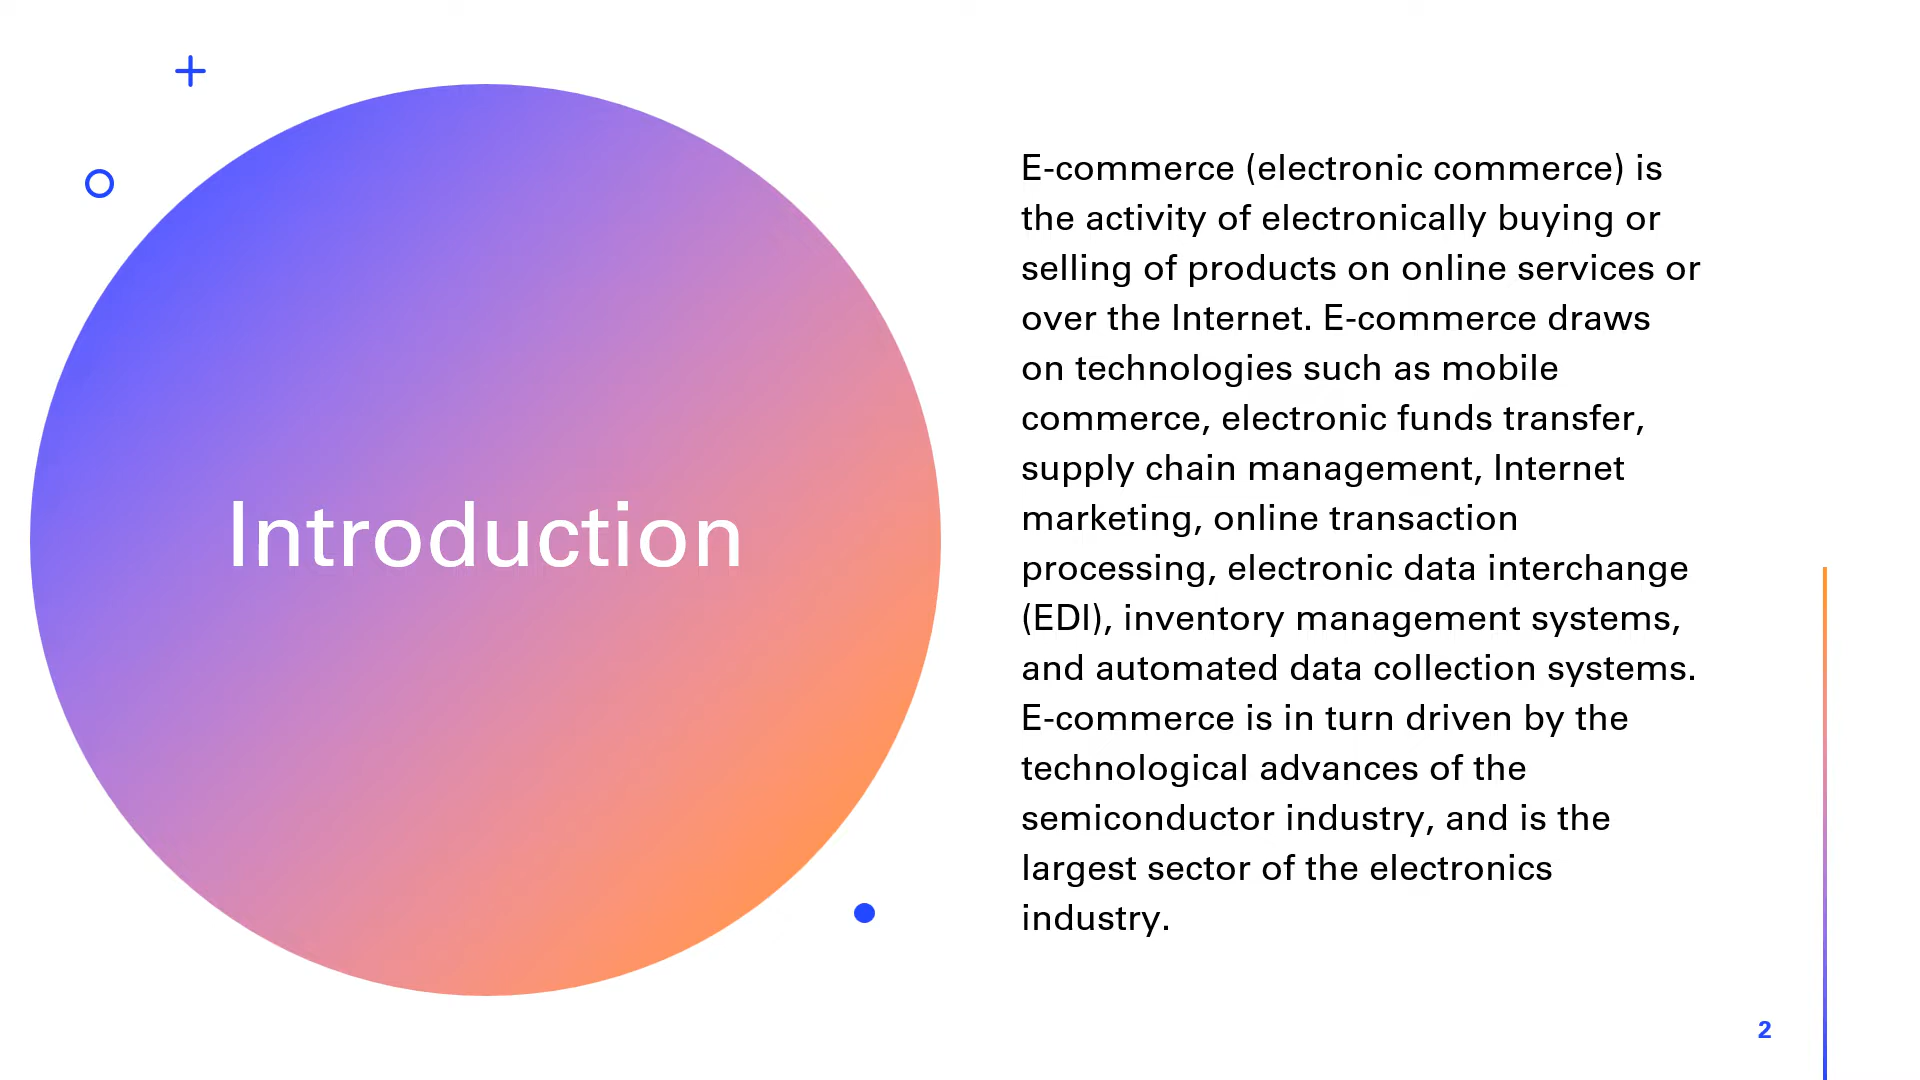 Introduction
E-commerce (electronic commerce) is
the activity of electronically buying or
selling of products on online services or
over the Internet. E-commerce draws
on technologies such as mobile
commerce, electronic funds transfer,
supply chain management, Internet
marketing, online transaction
processing, electronic data interchange
(EDI), inventory management systems,
and automated data collection systems.
E-commerce is in turn driven by the
technological advances of the
semiconductor industry, and is the
largest sector of the electronics
industry.
2